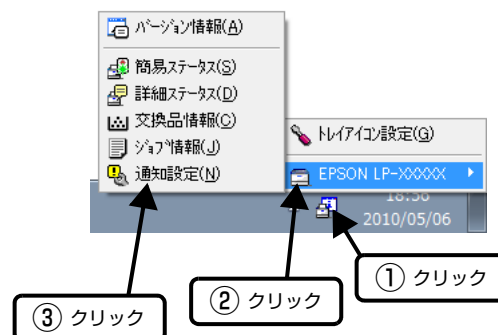 バージョン情報(A)
簡易ステータス(S)
詳細ステータス(D)
交換品情報(C)
ジョブ情報(J)
通知設定(N)
トレイアイコン設定(G)
EPSON LP-XXXXX
18:56
2010/05/06
① クリック
② クリック
③ クリック